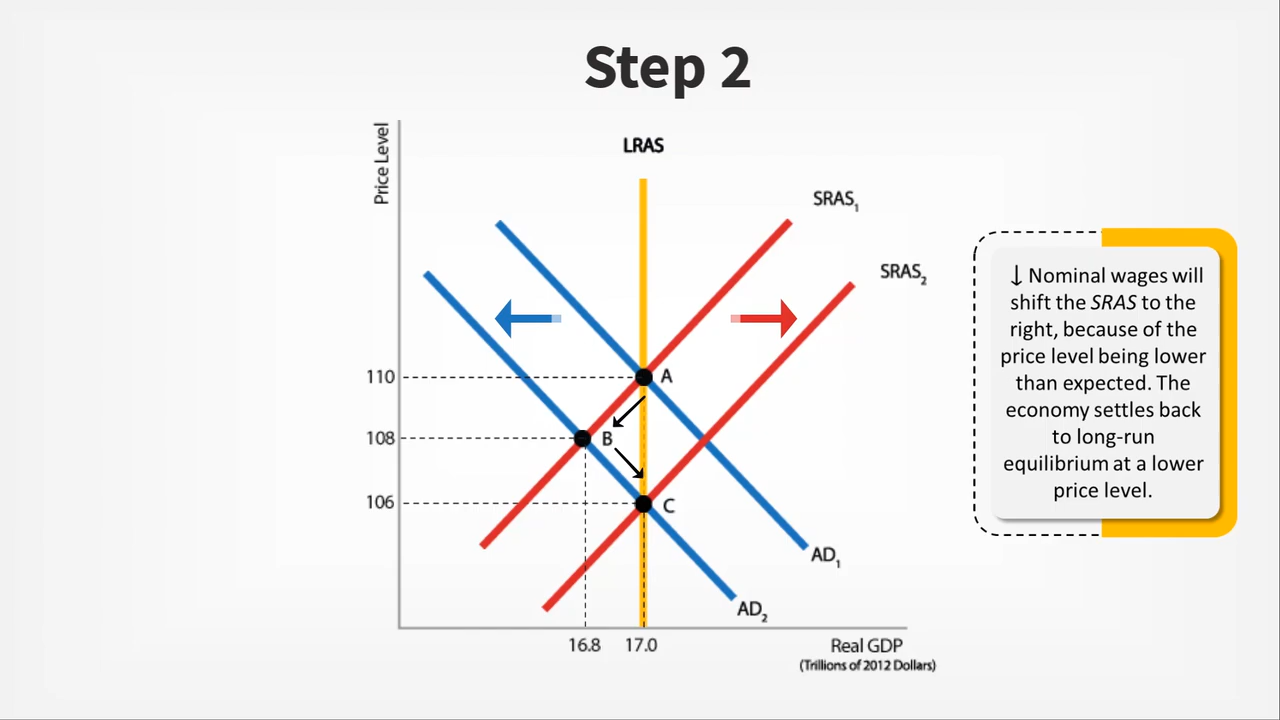 Step 2
Price Level
LRAS
SRAS₁
SRAS₂
110
A
108
B
106
C
AD₁
AD₂
16.8
17.0
Real GDP
(Trillions of 2012 Dollars)
↓ Nominal wages will
shift the SRAS to the
right, because of the
price level being lower
than expected. The
economy settles back
to long-run
equilibrium at a lower
price level.